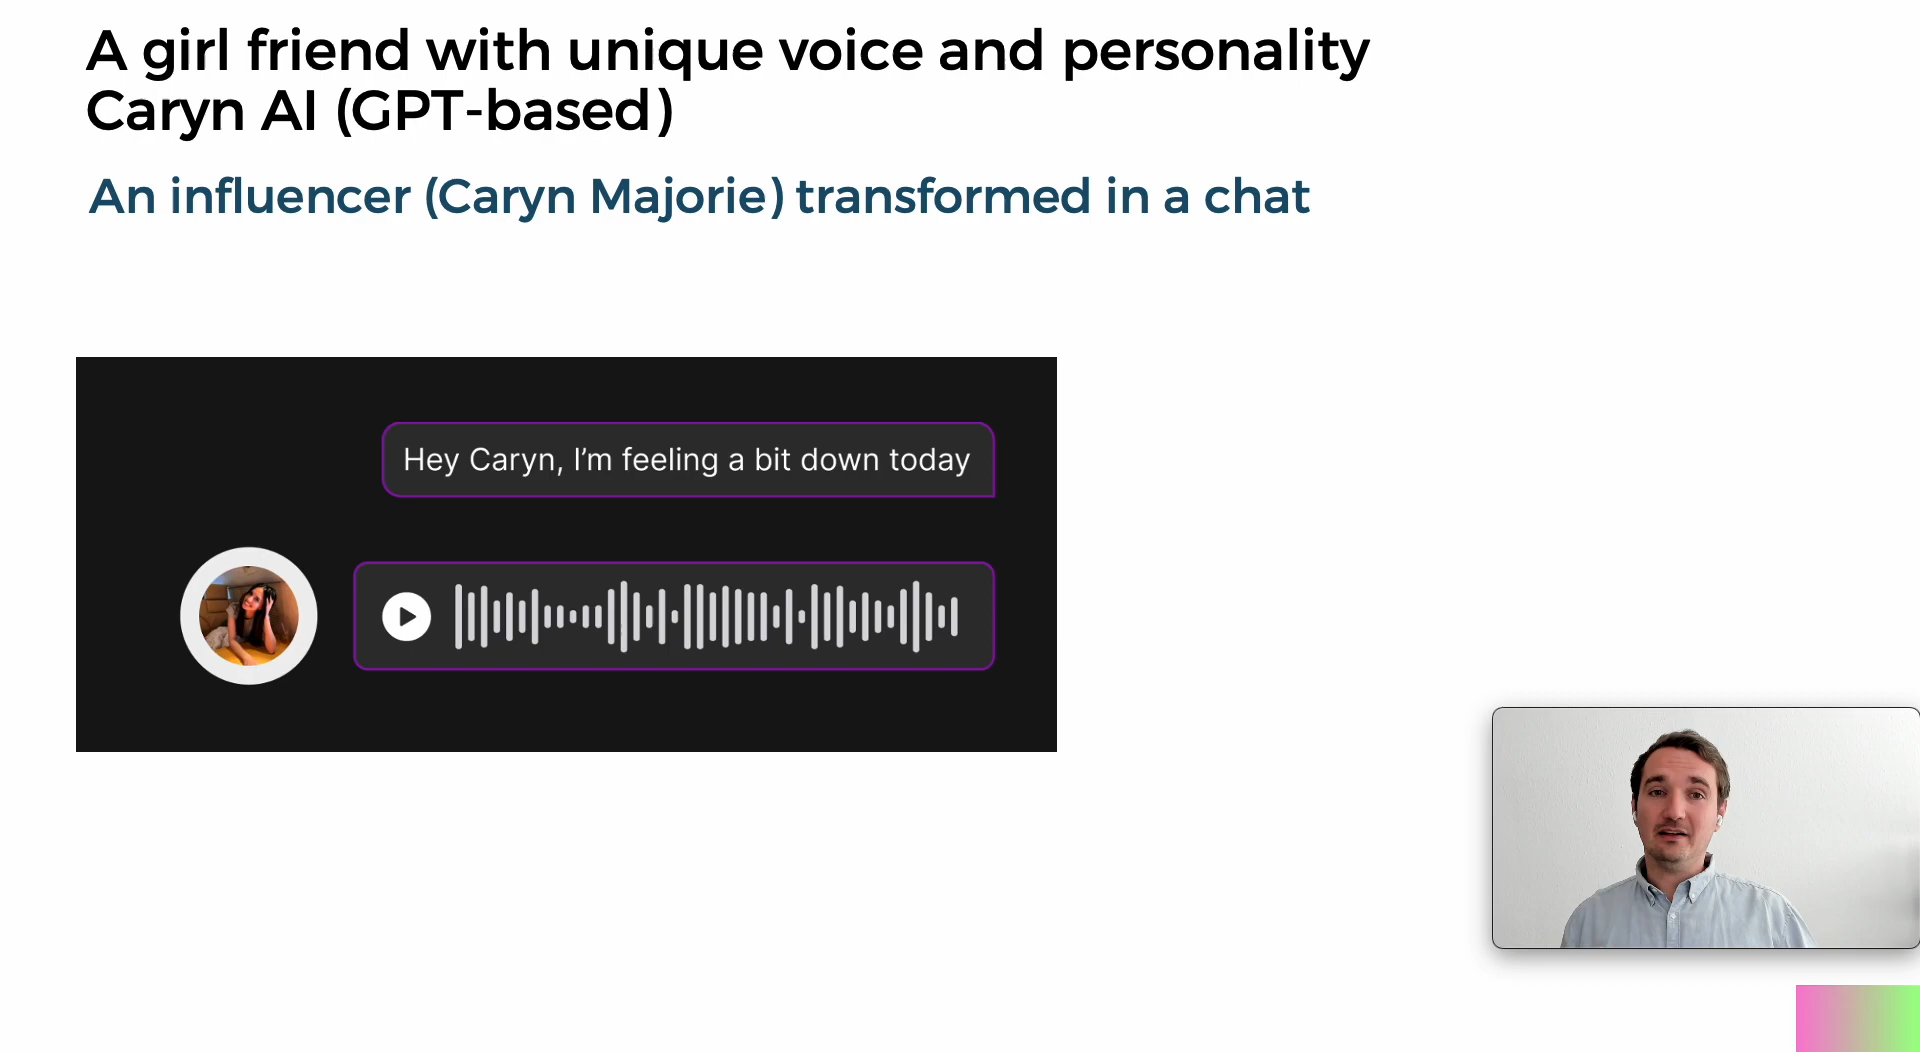 A girl friend with unique voice and personality
Caryn AI (GPT-based)
An influencer (Caryn Majorie) transformed in a chat
Hey Caryn, I'm feeling a bit down today